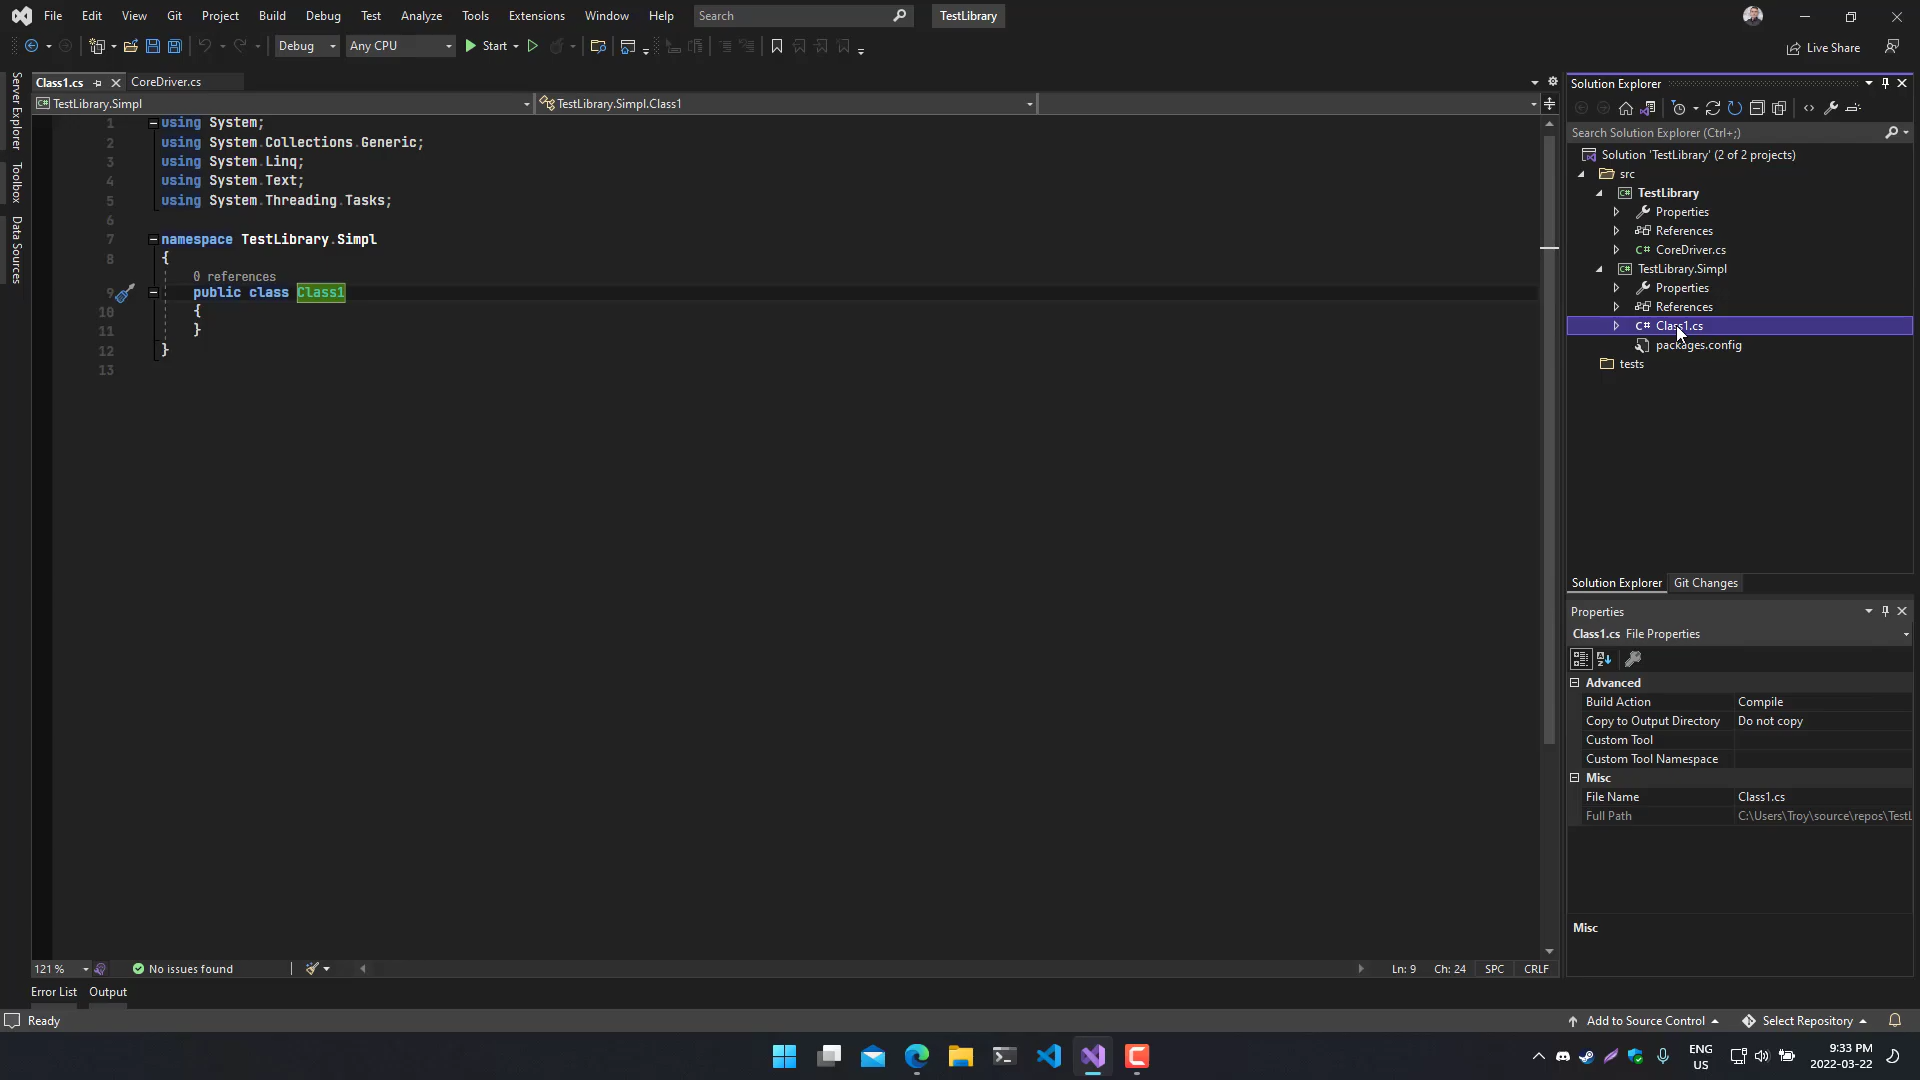 File Edit View Git Project Build Debug Test Analyze Tools Extensions Window Help Search TestLibrary
Debug Any CPU Start Live Share
Server Explorer
Toolbox
Data Sources
Class1.cs CoreDriver.cs
TestLibrary.Simpl TestLibrary.Simpl.Class1
1 using System;
2 using System.Collections.Generic;
3 using System.Linq;
4 using System.Text;
5 using System.Threading.Tasks;
6
7 namespace TestLibrary.Simpl
8 {
0 references
9 public class Class1
10 {
11 }
12 }
13
121 % No issues found Ln: 9 Ch: 24 SPC CRLF
Error List Output
Solution Explorer
Search Solution Explorer (Ctrl+;)
Solution 'TestLibrary' (2 of 2 projects)
src
C# TestLibrary
Properties
References
C# CoreDriver.cs
C# TestLibrary.Simpl
Properties
References
C# Class1.cs
packages.config
tests
Solution Explorer Git Changes
Properties
Class1.cs File Properties
Advanced
Build Action Compile
Copy to Output Directory Do not copy
Custom Tool
Custom Tool Namespace
Misc
File Name Class1.cs
Full Path C:\Users\Troy\source\repos\TestL
Misc
Ready Add to Source Control Select Repository
ENG
US
9:33 PM
2022-03-22